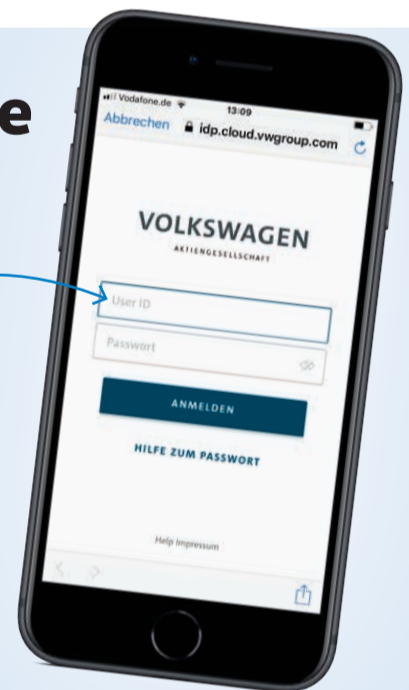 e
Vodafone.de 13:09
Abbrechen idp.cloud.vwgroup.com
VOLKSWAGEN
AKTIENGESELLSCHAFT
User ID
Passwort
ANMELDEN
HILFE ZUM PASSWORT
Help Impressum